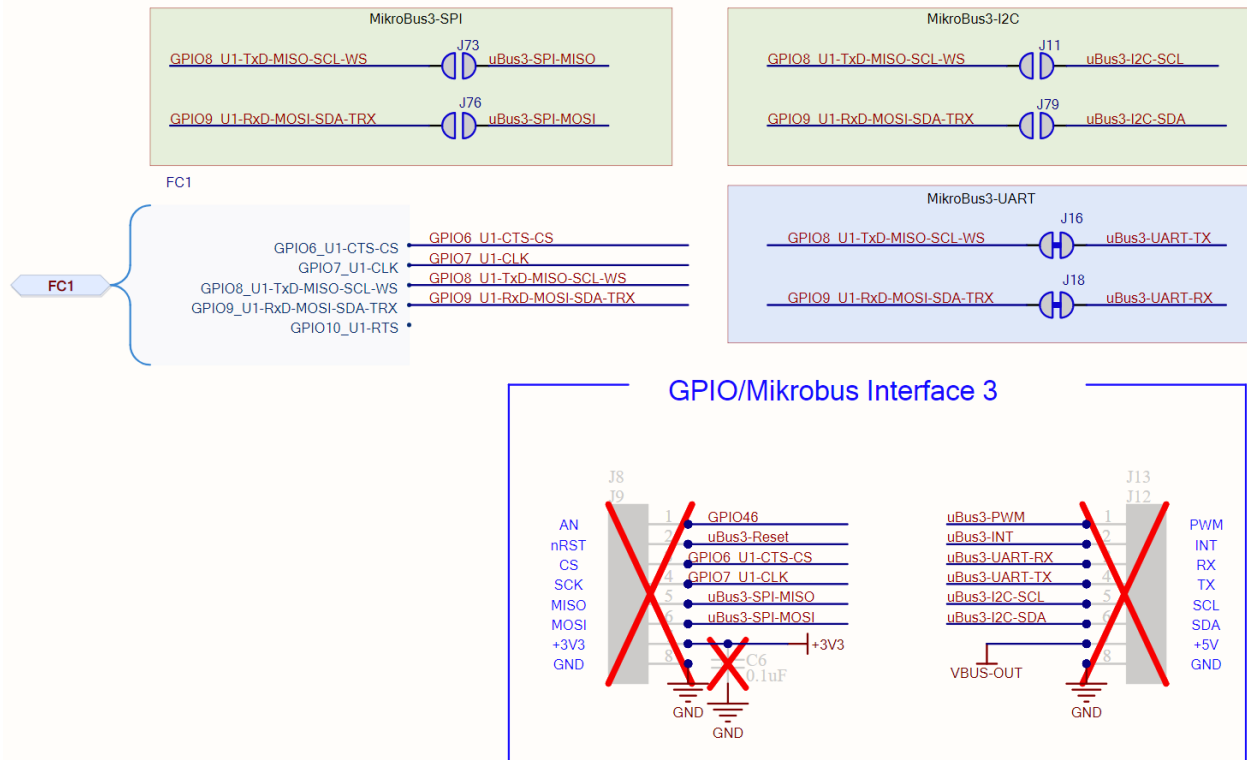 MikroBus3-SPI
J73
GPIO8_U1-TxD-MISO-SCL-WS uBus3-SPI-MISO
J76
GPIO9_U1-RxD-MOSI-SDA-TRX uBus3-SPI-MOSI
MikroBus3-I2C
J11
GPIO8_U1-TxD-MISO-SCL-WS uBus3-I2C-SCL
J79
GPIO9_U1-RxD-MOSI-SDA-TRX uBus3-I2C-SDA
FC1
FC1
GPIO6_U1-CTS-CS GPIO6_U1-CTS-CS
GPIO7_U1-CLK GPIO7_U1-CLK
GPIO8_U1-TxD-MISO-SCL-WS GPIO8_U1-TxD-MISO-SCL-WS
GPIO9_U1-RxD-MOSI-SDA-TRX GPIO9_U1-RxD-MOSI-SDA-TRX
GPIO10_U1-RTS
MikroBus3-UART
J16
GPIO8_U1-TxD-MISO-SCL-WS uBus3-UART-TX
J18
GPIO9_U1-RxD-MOSI-SDA-TRX uBus3-UART-RX
GPIO/Mikrobus Interface 3
J8
J9
AN 1 GPIO46
nRST 2 uBus3-Reset
CS GPIO6_U1-CTS-CS
SCK 4 GPIO7_U1-CLK
MISO 5 uBus3-SPI-MISO
MOSI 6 uBus3-SPI-MOSI
+3V3 +3V3
GND 8
C6
0.1uF
GND
GND
J13
J12
uBus3-PWM 1 PWM
uBus3-INT 2 INT
uBus3-UART-RX RX
uBus3-UART-TX 4 TX
uBus3-I2C-SCL 5 SCL
uBus3-I2C-SDA 6 SDA
VBUS-OUT +5V
8 GND
GND